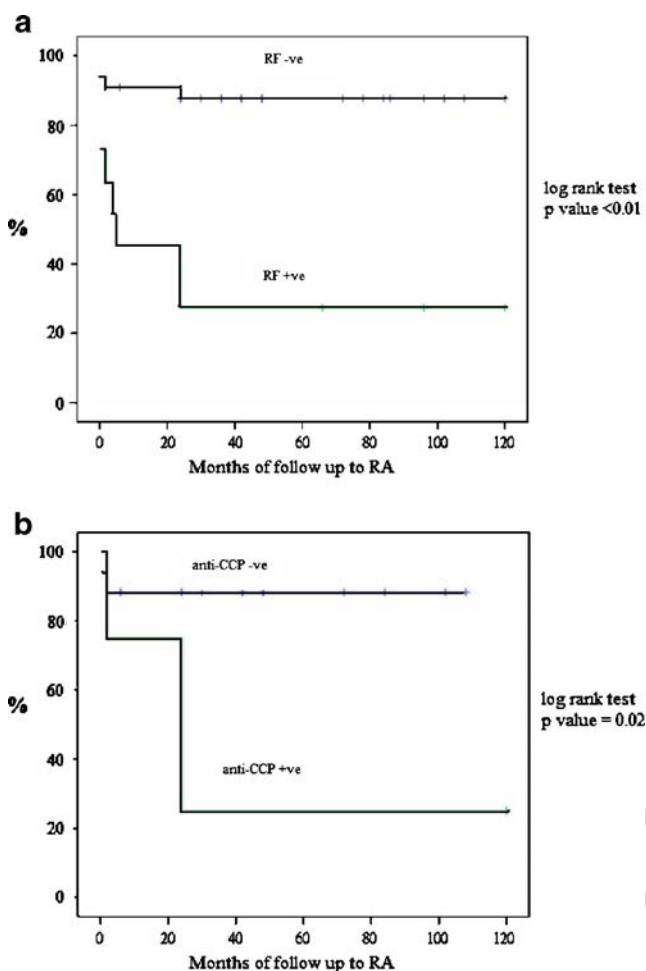 a
100
80
60
40
20
0
%
RF -ve
RF +ve
log rank test
p value <0.01
0 20 40 60 80 100 120
Months of follow up to RA
b
100
80
60
40
20
0
%
anti-CCP -ve
anti-CCP +ve
log rank test
p value = 0.02
0 20 40 60 80 100 120
Months of follow up to RA